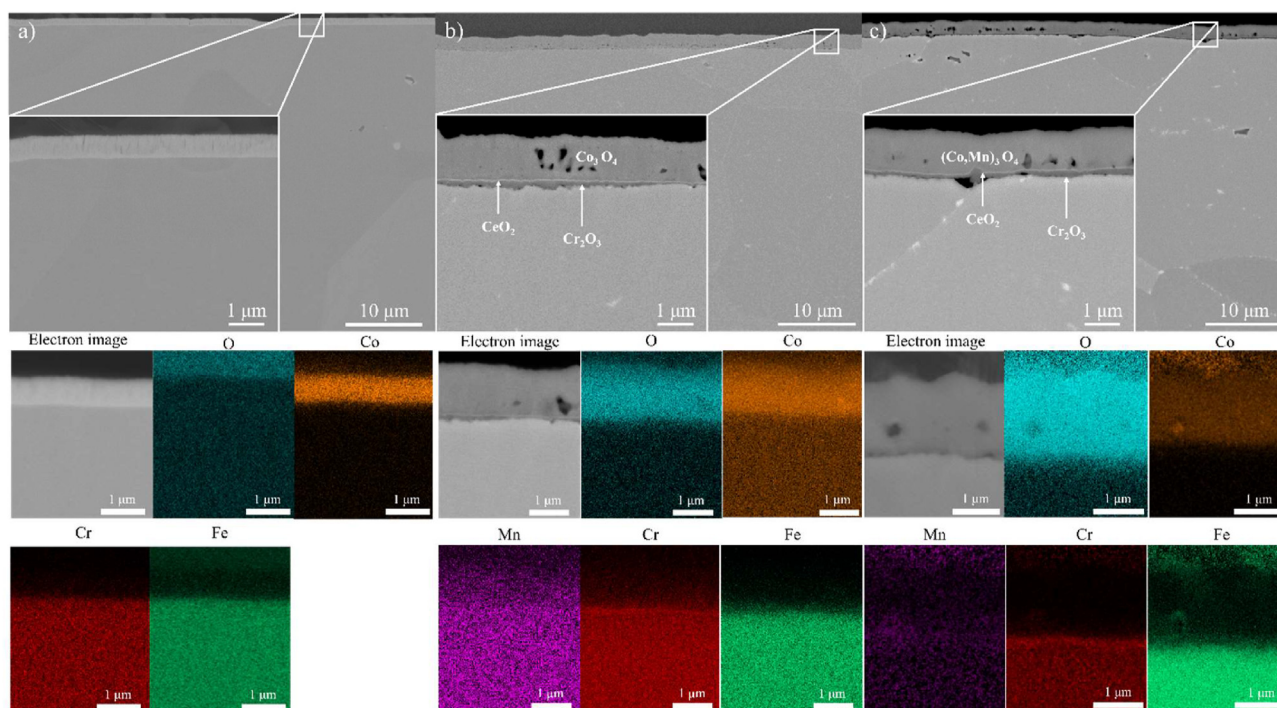 a)
b)
c)
Co₃O₄
(Co,Mn)₃O₄
CeO₂
Cr₂O₃
CeO₂
Cr₂O₃
1 µm
10 µm
1 µm
10 µm
1 µm
10 µm
Electron image
O
Co
Electron image
O
Co
Electron image
O
Co
1 µm
1 µm
1 µm
1 µm
1 µm
1 µm
1 µm
1 µm
1 µm
Cr
Fe
Mn
Cr
Fe
Mn
Cr
Fe
1 µm
1 µm
1 µm
1 µm
1 µm
1 µm
1 µm
1 µm